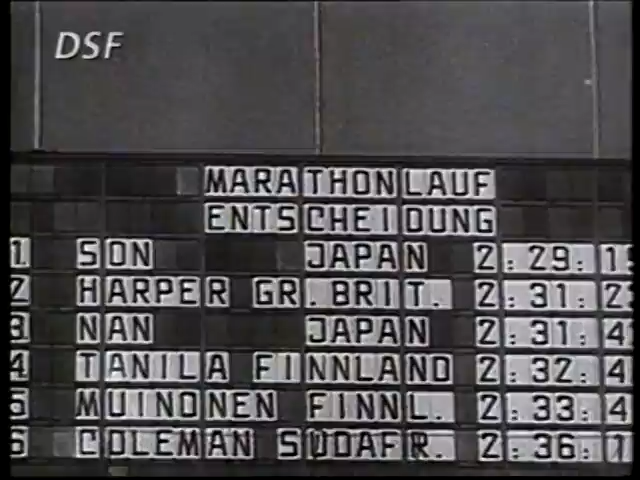 DSF
MARATHONLAUF
ENTSCHEIDUNG
1 SON JAPAN 2:29:1
2 HARPER GR.BRIT. 2:31:2
3 NAN JAPAN 2:31:4
4 TANILA FINNLAND 2:32:4
5 MUINONEN FINNL. 2:33:4
6 COLEMAN SUDAFR. 2:36:1